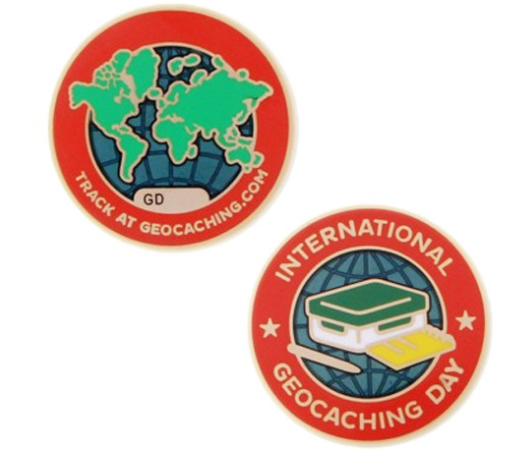 GD
TRACK AT GEOCACHING.COM
INTERNATIONAL
GEOCACHING DAY